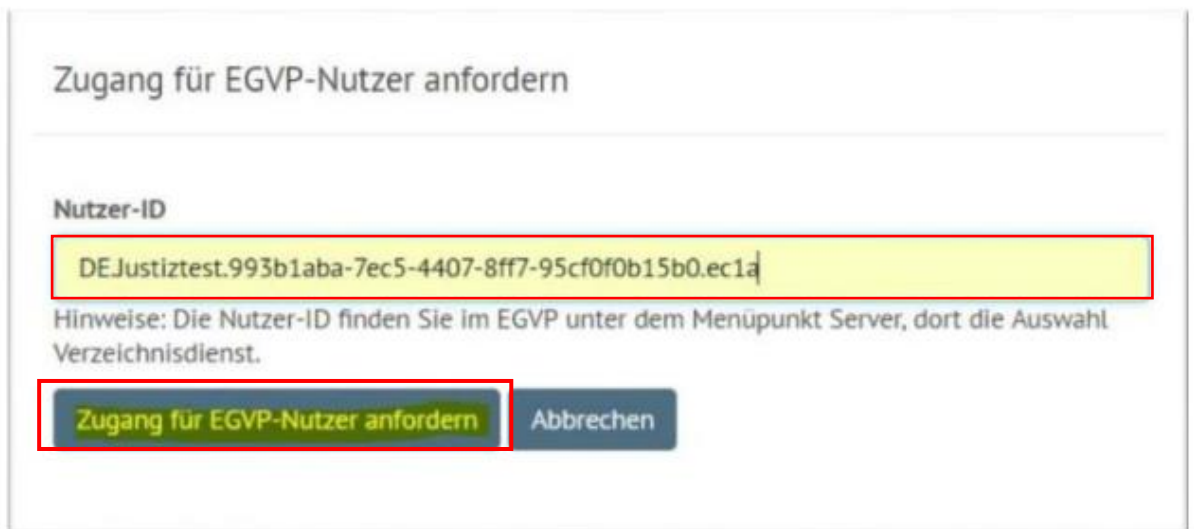 Zugang für EGVP-Nutzer anfordern
Nutzer-ID
DE.Justiztest.993b1aba-7ec5-4407-8ff7-95cf0f0b15b0.ec1a
Hinweise: Die Nutzer-ID finden Sie im EGVP unter dem Menüpunkt Server, dort die Auswahl
Verzeichnisdienst.
Zugang für EGVP-Nutzer anfordern Abbrechen